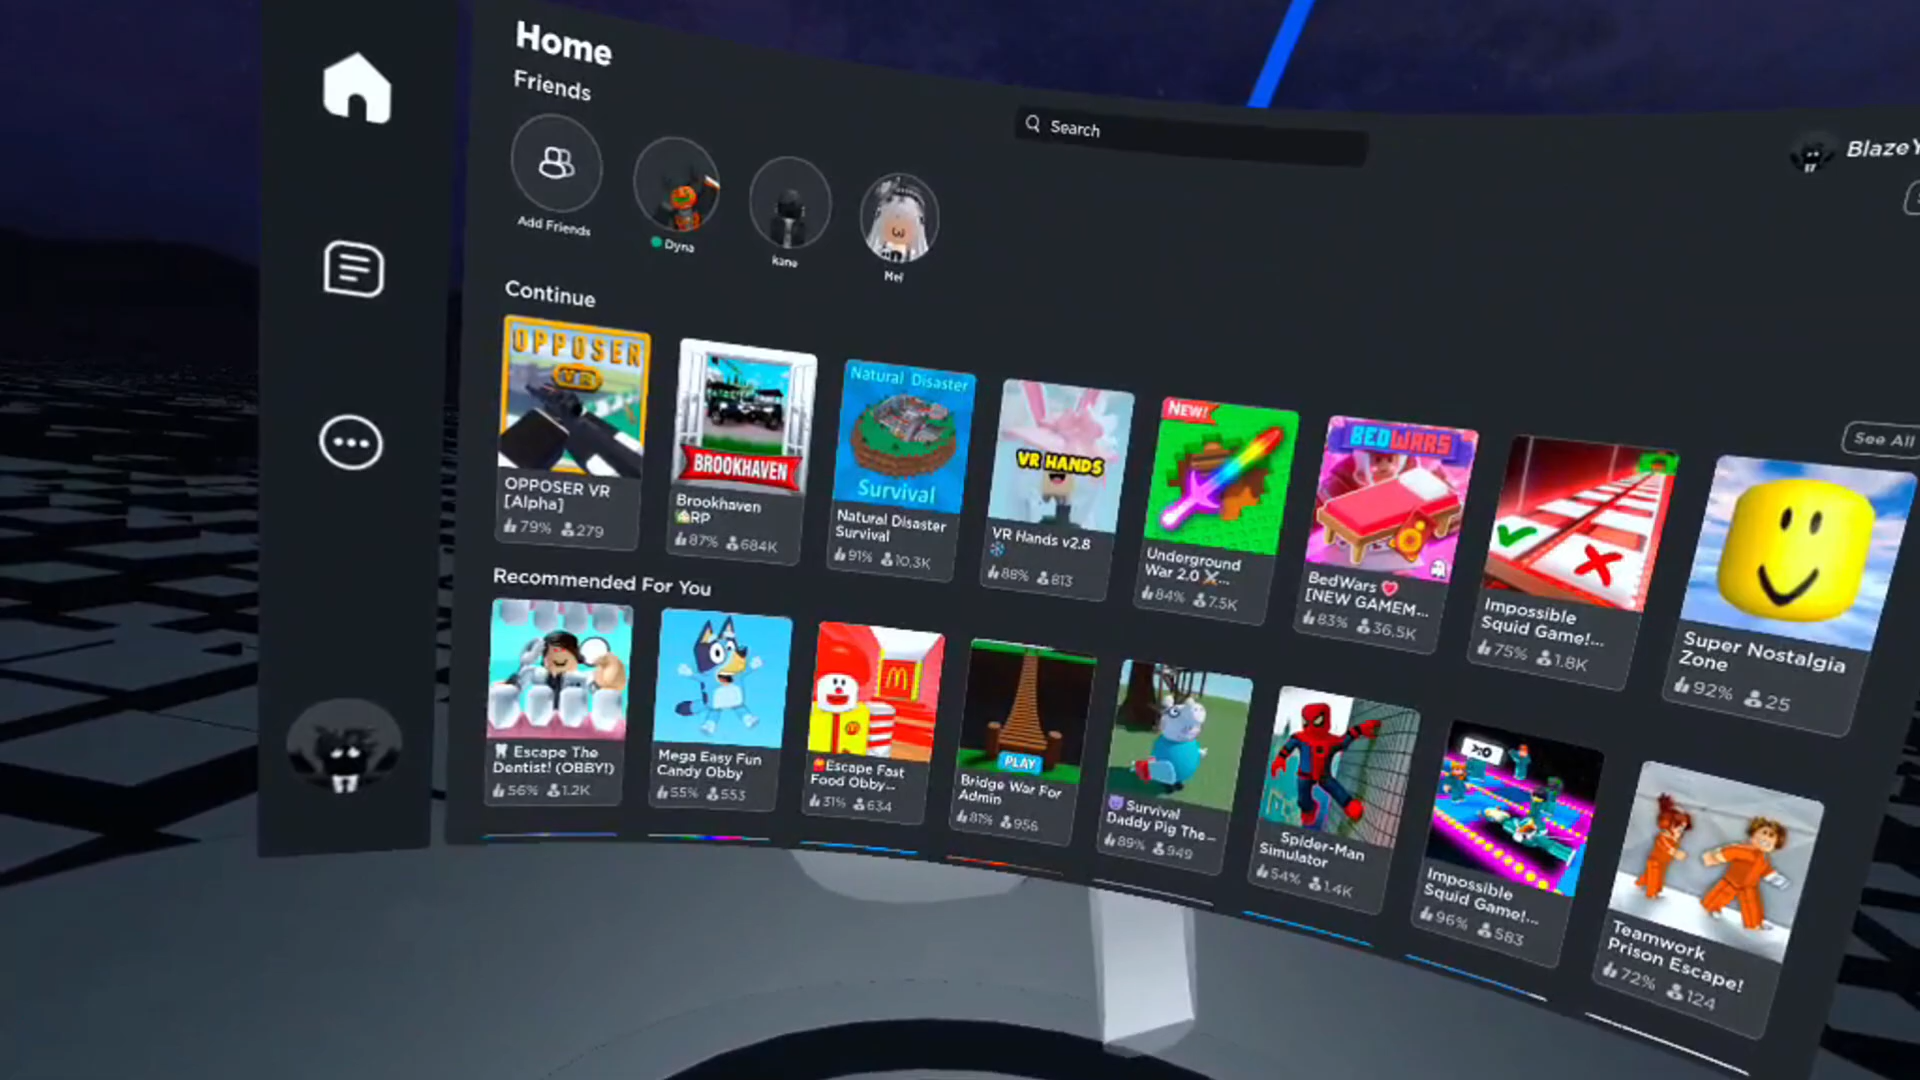 Home
Friends
Search
BlazeY
Add Friends
Dyna
kane
Mel
Continue
See All
OPPOSER
VR
OPPOSER VR
[Alpha]
79% 279
BROOKHAVEN
Brookhaven
RP
87% 684K
Natural Disaster
Survival
Natural Disaster
Survival
91% 10.3K
VR HANDS
VR Hands v2.8
88% 813
NEW!
Underground
War 2.0 ...
84% 7.5K
BEDWARS
BedWars
[NEW GAMEM...
83% 36.5K
Impossible
Squid Game!...
75% 1.8K
Super Nostalgia
Zone
92% 25
Recommended For You
Escape The
Dentist! (OBBY!)
56% 1.2K
Mega Easy Fun
Candy Obby
55% 553
Escape Fast
Food Obby...
31% 634
PLAY
Bridge War For
Admin
81% 956
Survival
Daddy Pig The...
89% 949
Spider-Man
Simulator
54% 1.4K
Impossible
Squid Game!...
96% 583
Teamwork
Prison Escape!
72% 124